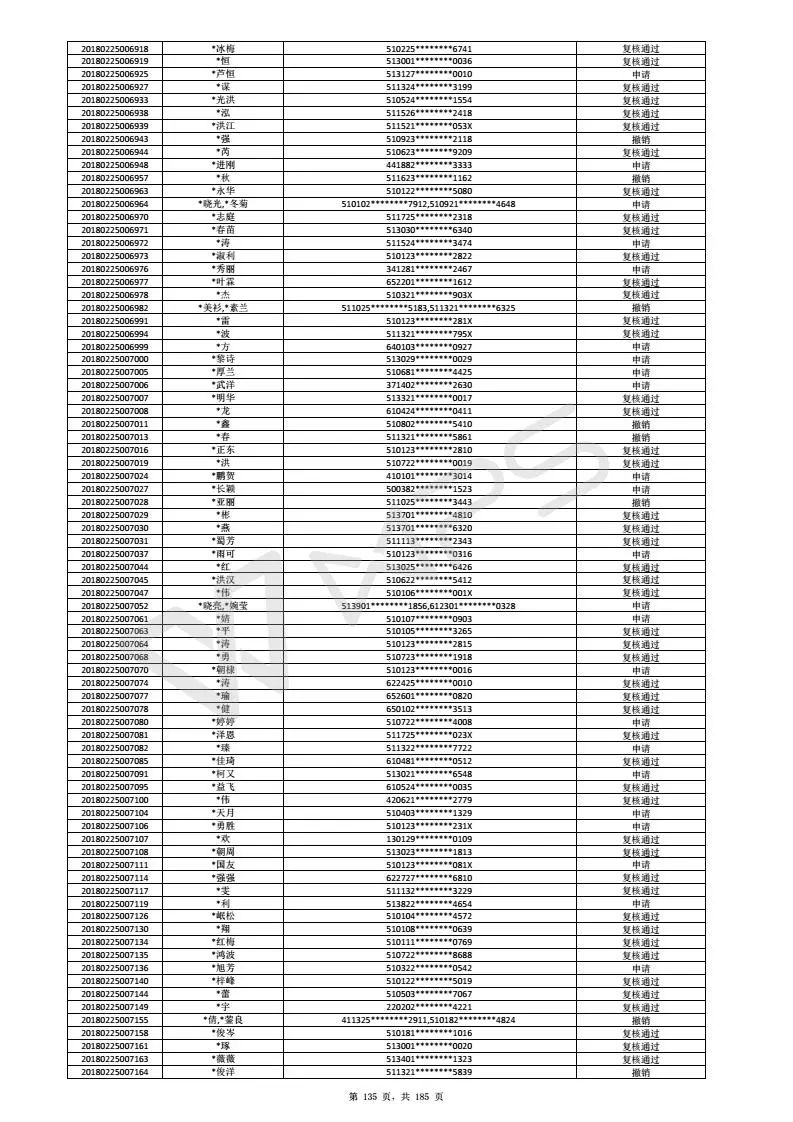 20180225006918 *冰梅 510225********6741 复核通过
20180225006919 *恒 513001********0036 复核通过
20180225006925 *芦恒 513127********0010 申请
20180225006927 *谋 511324********3199 复核通过
20180225006933 *光洪 510524********1554 复核通过
20180225006938 *泓 511526********2418 复核通过
20180225006939 *洪江 511521********053X 复核通过
20180225006943 *强 510923********2118 撤销
20180225006944 *芮 510623********9209 复核通过
20180225006948 *进刚 441882********3333 申请
20180225006957 *秋 511623********1162 撤销
20180225006963 *永华 510122********5080 复核通过
20180225006964 *晓光,*冬菊 510102********7912,510921********4648 申请
20180225006970 *志庭 511725********2318 复核通过
20180225006971 *春苗 513030********6340 复核通过
20180225006972 *涛 511524********3474 申请
20180225006973 *淑利 510123********2822 复核通过
20180225006976 *秀丽 341281********2467 申请
20180225006977 *叶霖 652201********1612 复核通过
20180225006978 *杰 510321********903X 复核通过
20180225006982 *美衫,*素兰 511025********5183,511321********6325 撤销
20180225006991 *雷 510123********281X 复核通过
20180225006994 *波 511321********795X 复核通过
20180225006999 *方 640103********0927 申请
20180225007000 *黎诗 513029********0029 申请
20180225007005 *厚兰 510681********4425 申请
20180225007006 *武洋 371402********2630 申请
20180225007007 *明华 513321********0017 复核通过
20180225007008 *龙 610424********0411 复核通过
20180225007011 *鑫 510802********5410 撤销
20180225007013 *春 511321********5861 撤销
20180225007016 *正东 510123********2810 复核通过
20180225007019 *洪 510722********0019 复核通过
20180225007024 *鹏贺 410101********3014 申请
20180225007027 *长颖 500382********1523 申请
20180225007028 *亚丽 511025********3443 撤销
20180225007029 *彬 513701********4810 复核通过
20180225007030 *燕 513701********6320 复核通过
20180225007031 *蜀芳 511113********2343 复核通过
20180225007037 *雨可 510123********0316 申请
20180225007044 *红 513025********6426 复核通过
20180225007045 *洪汉 510622********5412 复核通过
20180225007047 *伟 510106********001X 复核通过
20180225007052 *晓亮,*婉莹 513901********1856,612301********0328 申请
20180225007061 *婧 510107********0903 申请
20180225007063 *平 510105********3265 复核通过
20180225007064 *涛 510123********2815 复核通过
20180225007068 *勇 510723********1918 复核通过
20180225007070 *朝棣 510123********0016 申请
20180225007074 *涛 622425********0010 复核通过
20180225007077 *瑜 652601********0820 复核通过
20180225007078 *健 650102********3513 复核通过
20180225007080 *婷婷 510722********4008 申请
20180225007081 *洋恩 511725********023X 复核通过
20180225007082 *瑧 511322********7722 申请
20180225007085 *佳琦 610481********0512 复核通过
20180225007091 *柯又 513021********6548 申请
20180225007095 *益飞 610524********0035 复核通过
20180225007100 *伟 420621********2779 复核通过
20180225007104 *天月 510403********1329 申请
20180225007106 *勇胜 510123********231X 申请
20180225007107 *欢 130129********0109 复核通过
20180225007108 *朝周 513023********1813 复核通过
20180225007111 *国友 510123********081X 申请
20180225007114 *强强 622727********6810 复核通过
20180225007117 *雯 511132********3229 复核通过
20180225007119 *利 513822********4654 申请
20180225007126 *岷松 510104********4572 复核通过
20180225007130 *翔 510108********0639 复核通过
20180225007134 *红梅 510111********0769 复核通过
20180225007135 *鸿波 510722********8688 复核通过
20180225007136 *旭芳 510322********0542 申请
20180225007140 *梓峰 510122********5019 复核通过
20180225007144 *蕾 510503********7067 复核通过
20180225007149 *宇 220202********4221 复核通过
20180225007155 *倩,*鉴良 411325********2911,510182********4824 撤销
20180225007158 *俊岑 510181********1016 复核通过
20180225007161 *琢 513001********0020 复核通过
20180225007163 *薇薇 513401********1323 复核通过
20180225007164 *俊洋 511321********5839 撤销
WPS
第 135 页，共 185 页